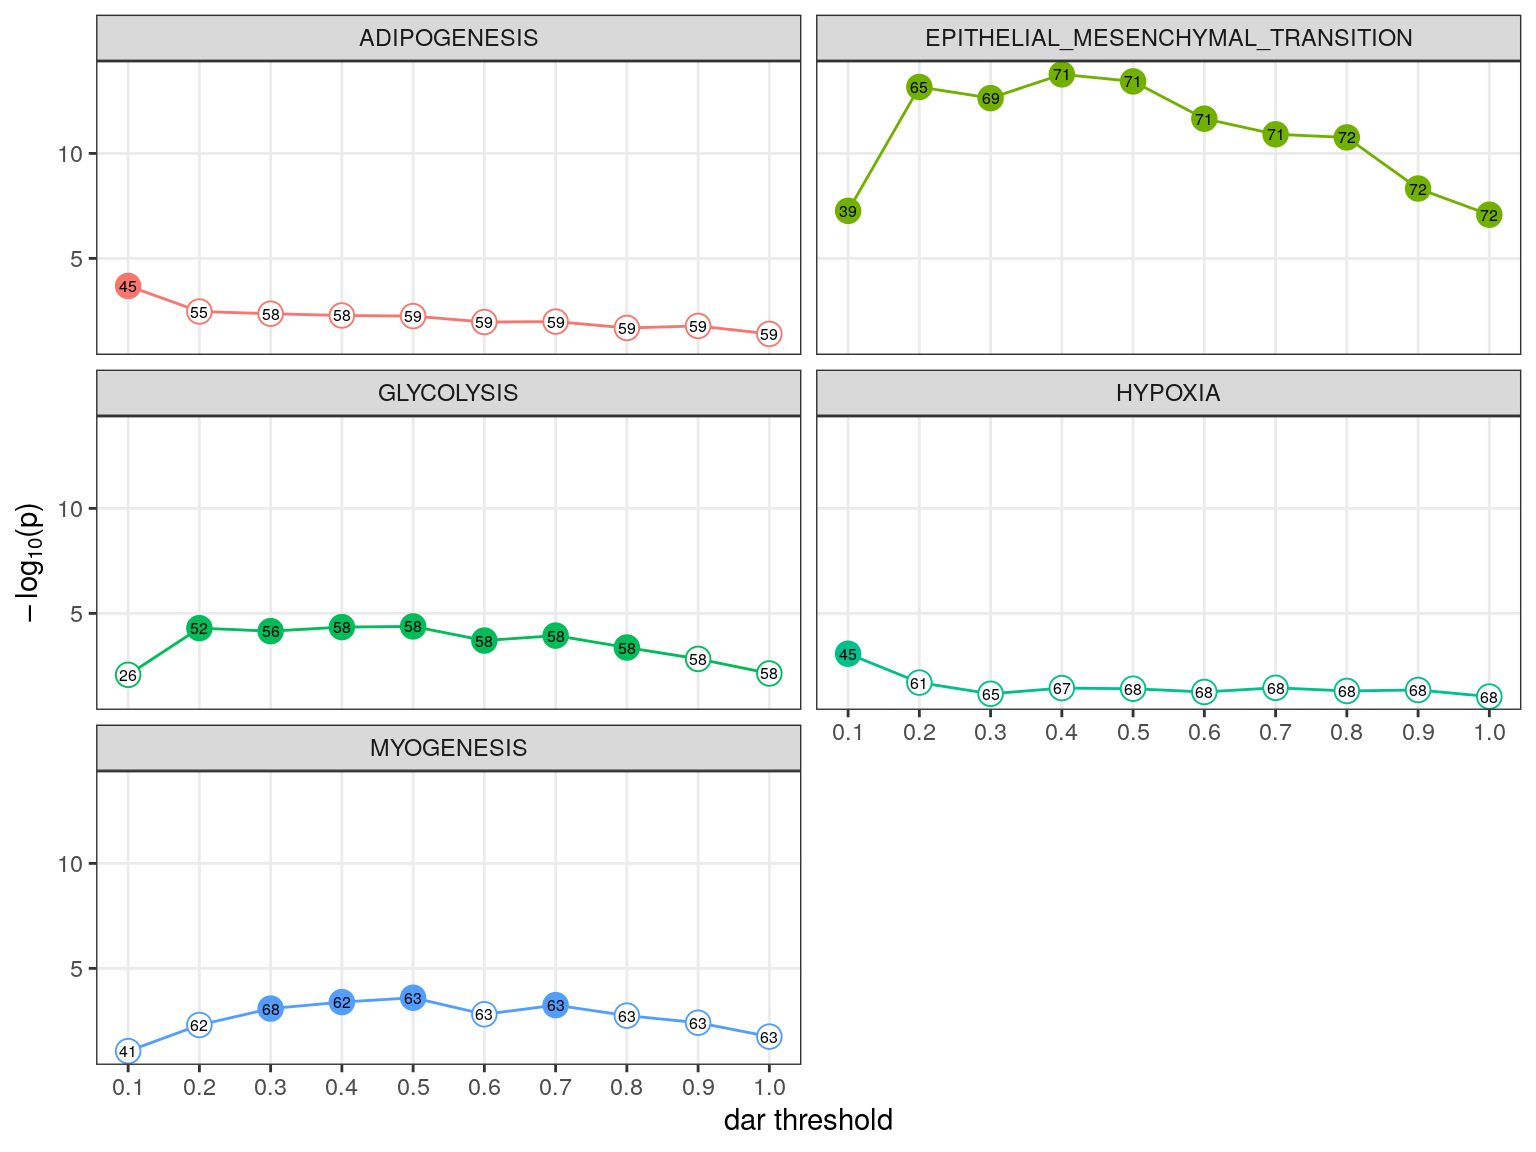 ADIPOGENESIS
EPITHELIAL_MESENCHYMAL_TRANSITION
10
5
45 55 58 58 59 59 59 59 59 59
39 65 69 71 71 71 71 72 72 72
GLYCOLYSIS
HYPOXIA
10
5
26 52 56 58 58 58 58 58 58 58
45 61 65 67 68 68 68 68 68 68
0.1 0.2 0.3 0.4 0.5 0.6 0.7 0.8 0.9 1.0
MYOGENESIS
10
5
41 62 68 62 63 63 63 63 63 63
0.1 0.2 0.3 0.4 0.5 0.6 0.7 0.8 0.9 1.0
− log₁₀(p)
dar threshold